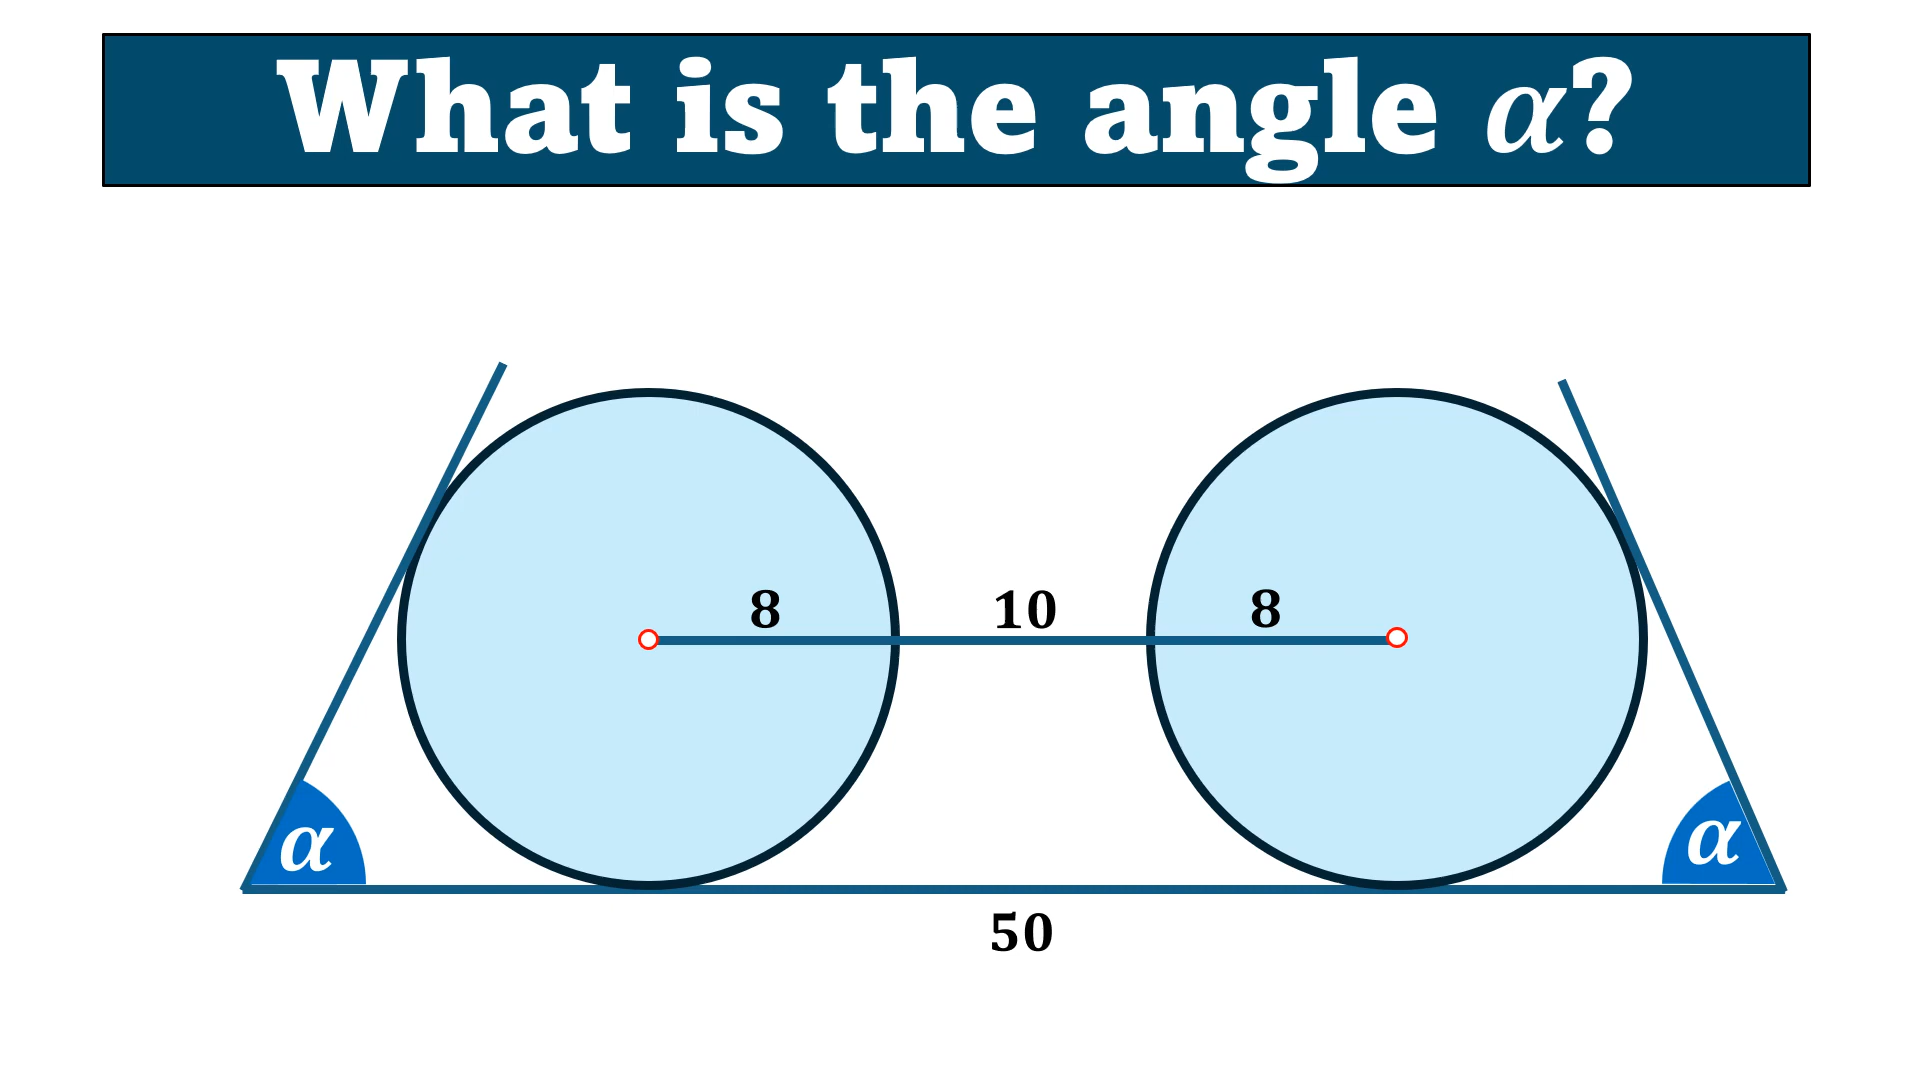 What is the angle α?
8 10 8
α α
50